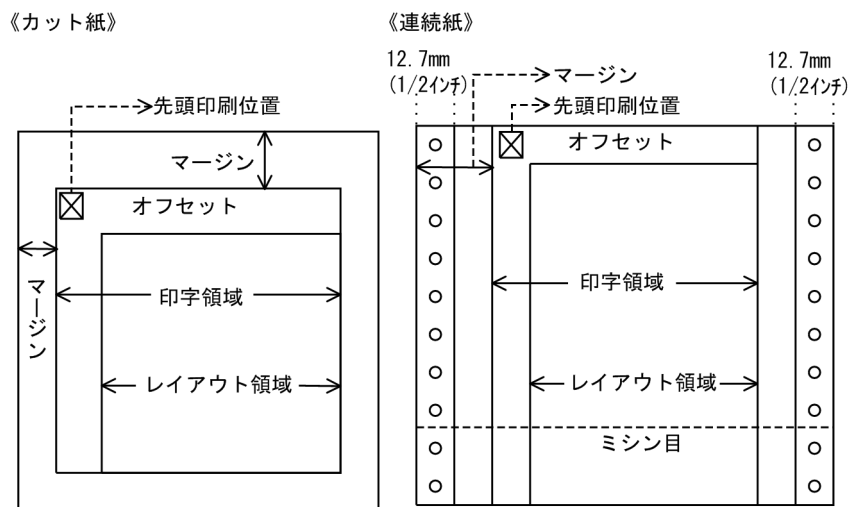 《カット紙》
先頭印刷位置
マージン
オフセット
マージン
印字領域
レイアウト領域
《連続紙》
12.7mm
(1/2インチ)
12.7mm
(1/2インチ)
マージン
先頭印刷位置
オフセット
印字領域
レイアウト領域
ミシン目